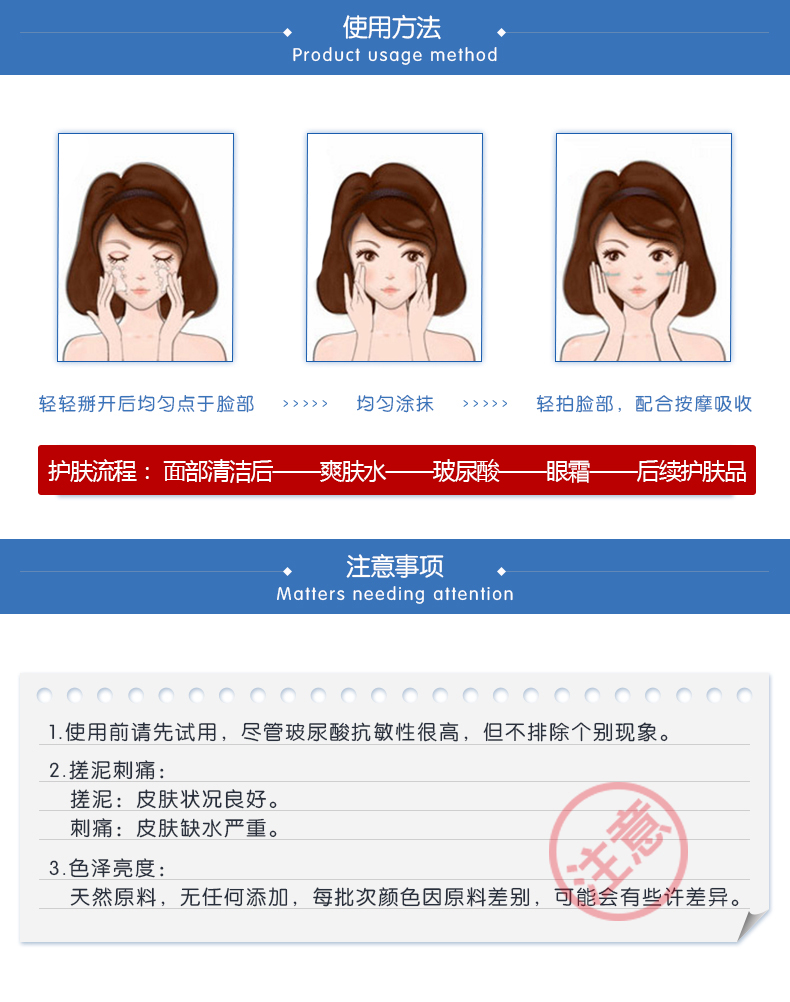 使用方法
Product usage method
轻轻掰开后均匀点于脸部 >>>>> 均匀涂抹 >>>>> 轻拍脸部，配合按摩吸收
护肤流程：面部清洁后——爽肤水——玻尿酸——眼霜——后续护肤品
注意事项
Matters needing attention
1.使用前请先试用，尽管玻尿酸抗敏性很高，但不排除个别现象。
2.搓泥刺痛：
搓泥：皮肤状况良好。
刺痛：皮肤缺水严重。
3.色泽亮度：
天然原料，无任何添加，每批次颜色因原料差别，可能会有些许差异。
注意